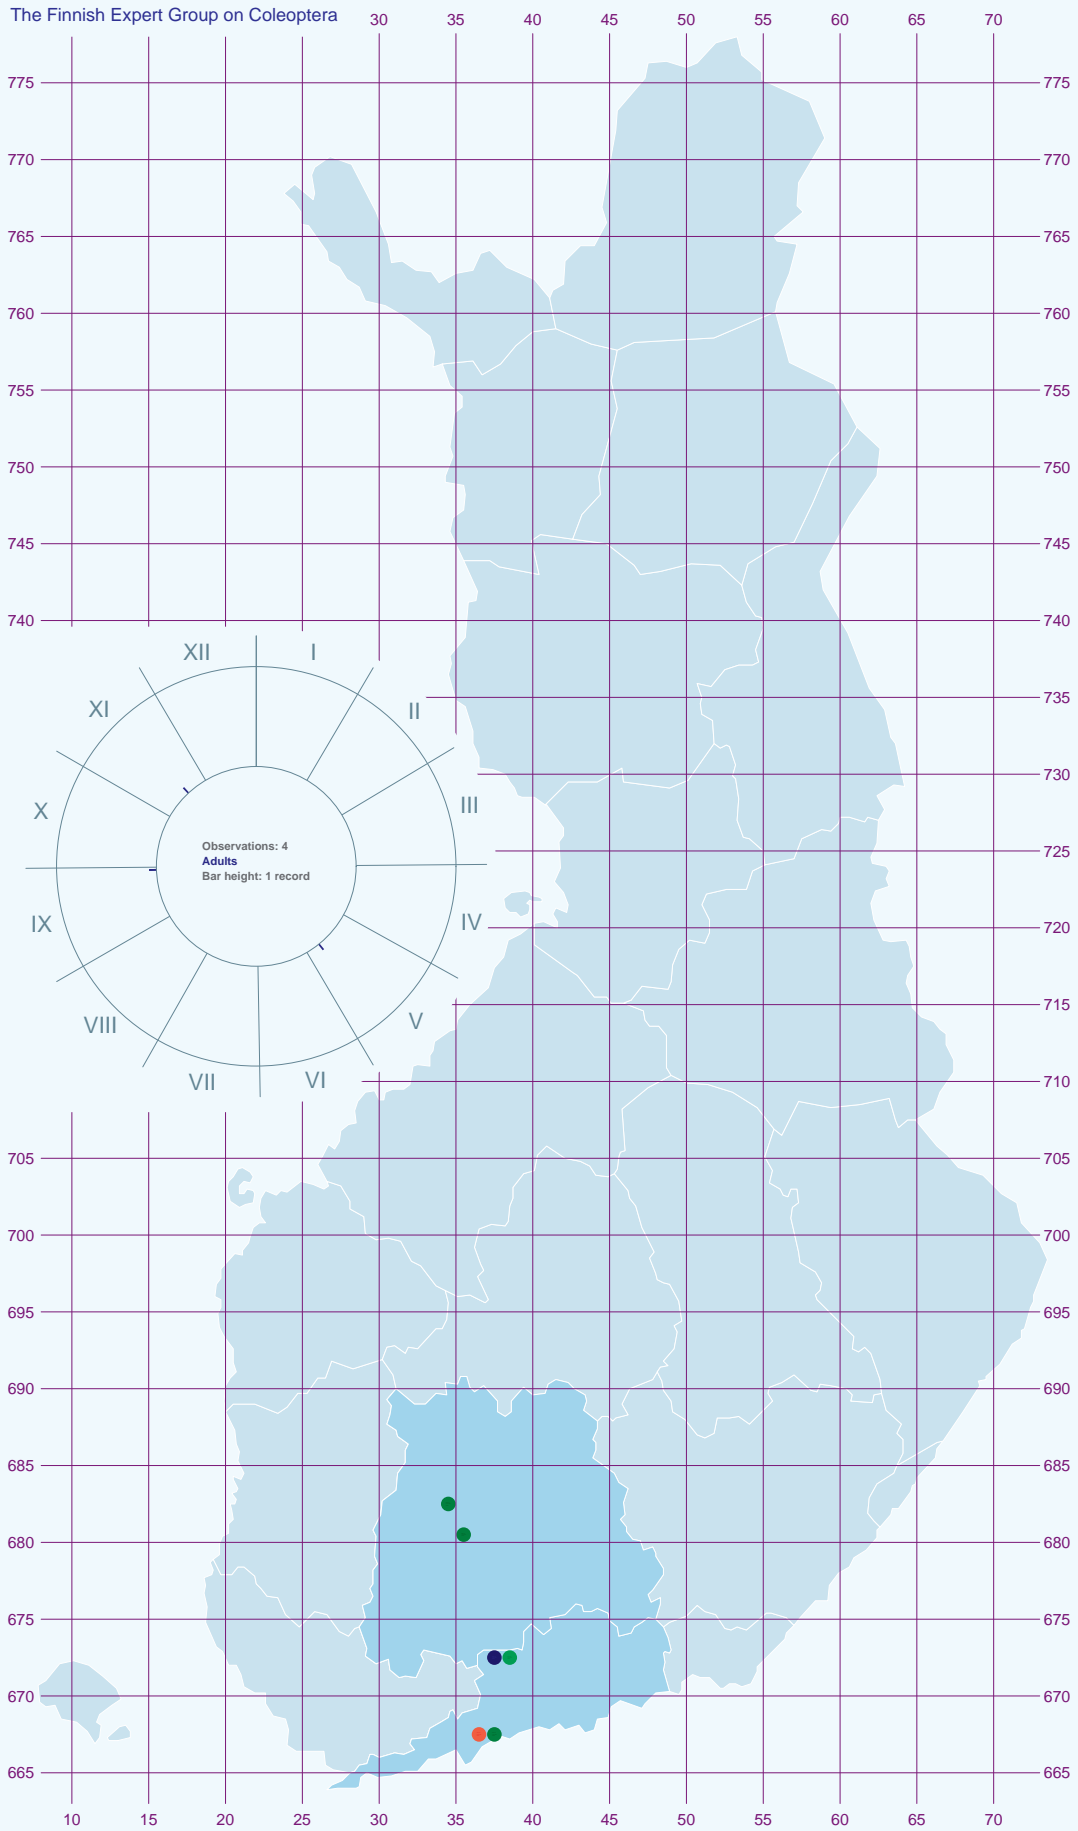 The Finnish Expert Group on Coleoptera
30 35 40 45 50 55 60 65 70
775 775
770 770
765 765
760 760
755 755
750 750
745 745
740 740
XII I
XI II
735
730
X III
Observations: 4
Adults
Bar height: 1 record
725
IX IV
720
715
VIII V
VII VI
710
705 705
700 700
695 695
690 690
685 685
680 680
675 675
670 670
665 665
10 15 20 25 30 35 40 45 50 55 60 65 70